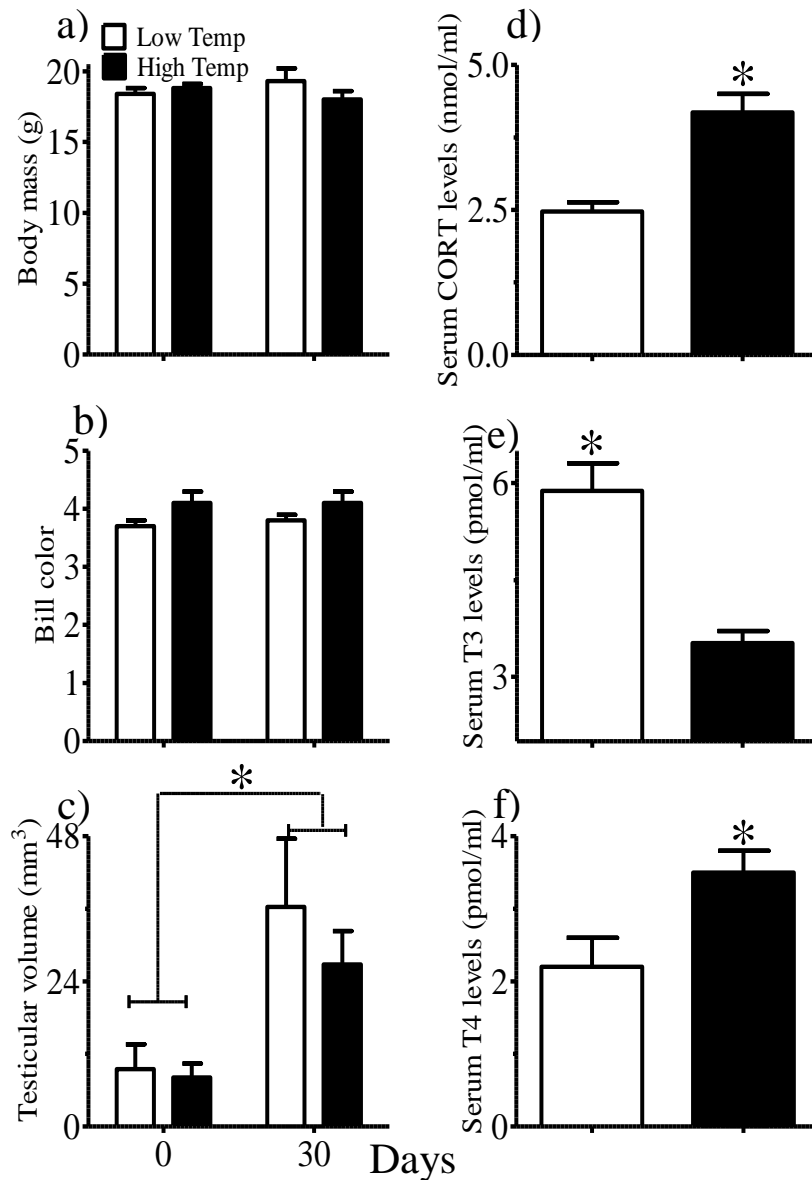 a)
Low Temp
High Temp
20
15
10
5
0
Body mass (g)
b)
5
4
3
2
1
0
Bill color
c)
*
48
24
0
Testicular volume (mm³)
0
30
Days
d)
5.0
2.5
0.0
*
Serum CORT levels (nmol/ml)
e)
*
6
3
Serum T3 levels (pmol/ml)
f)
4
2
0
*
Serum T4 levels (pmol/ml)